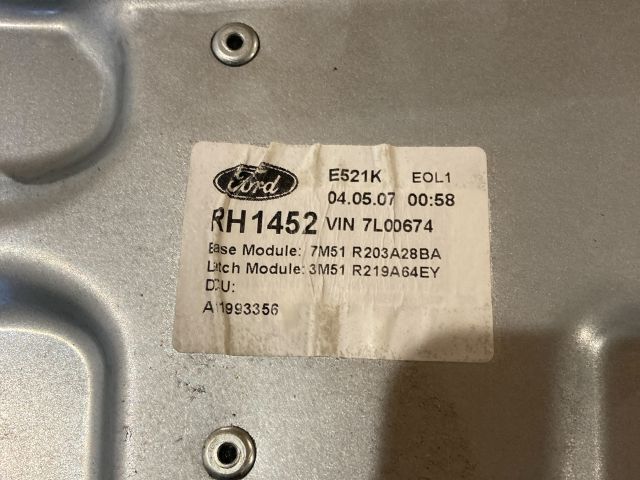 Ford E521K EOL1
04.05.07 00:58
RH1452 VIN 7L00674
Base Module: 7M51 R203A28BA
Latch Module: 3M51 R219A64EY
DCU:
A11993356